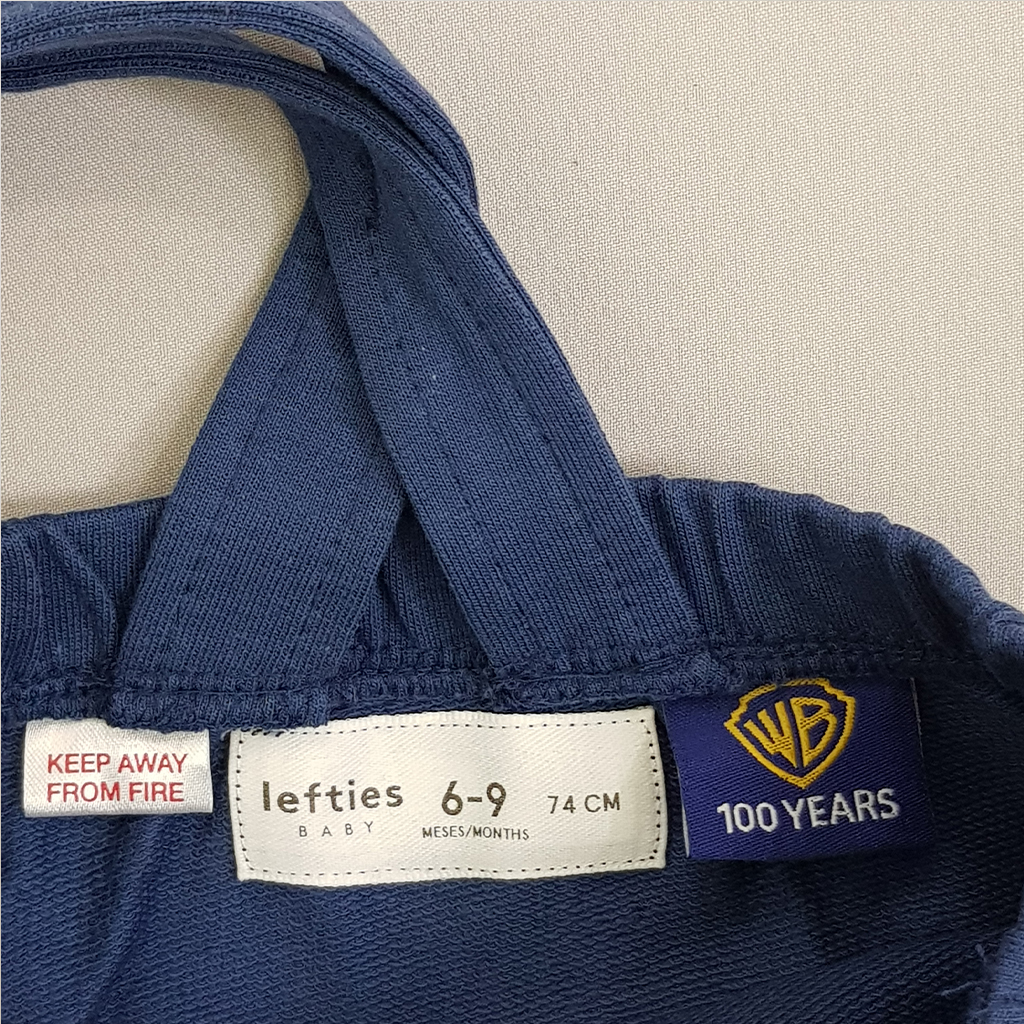 KEEP AWAY
FROM FIRE
lefties
BABY
6-9
MESES/MONTHS
74 CM
WB
100 YEARS